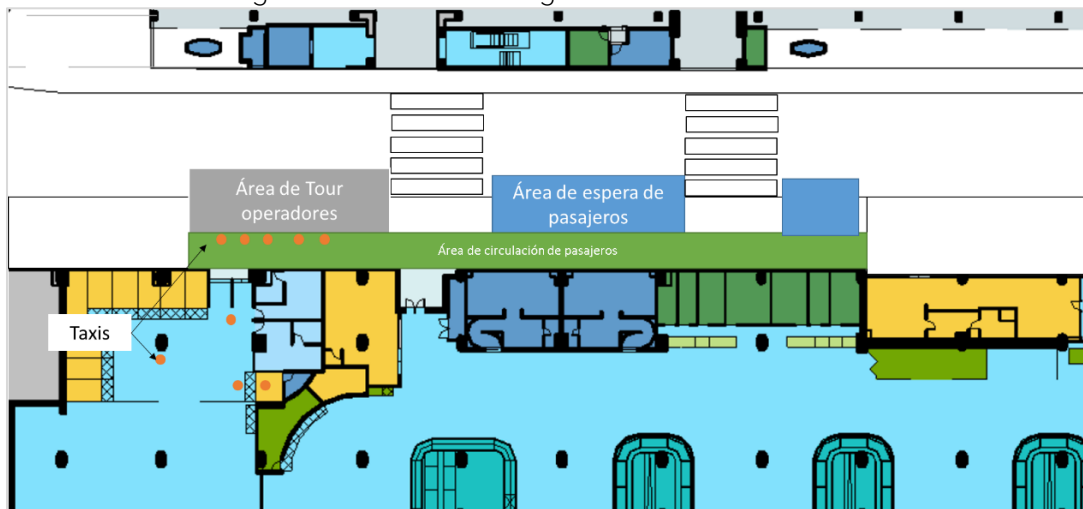 Área de Tour
operadores
Área de espera de
pasajeros
Área de circulación de pasajeros
Taxis